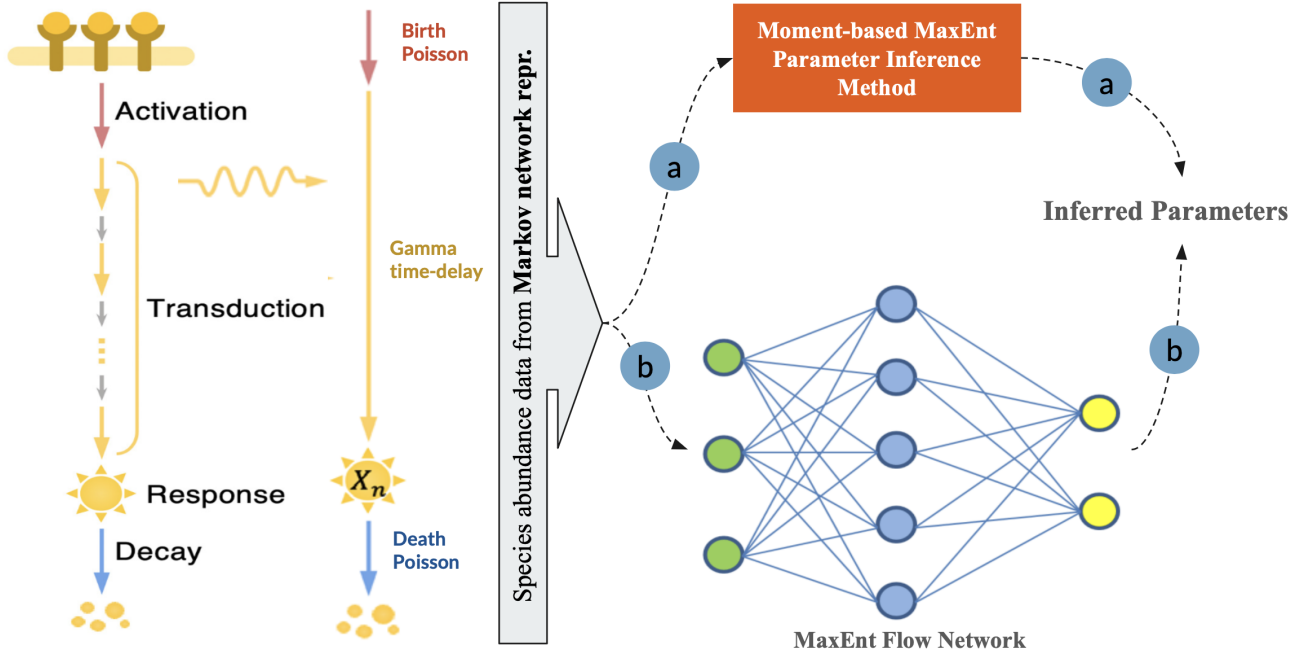 Activation
Transduction
Response
Decay
Birth
Poisson
Gamma
time-delay
Xn
Death
Poisson
Species abundance data from Markov network repr.
a
b
Moment-based MaxEnt
Parameter Inference
Method
a
Inferred Parameters
b
MaxEnt Flow Network